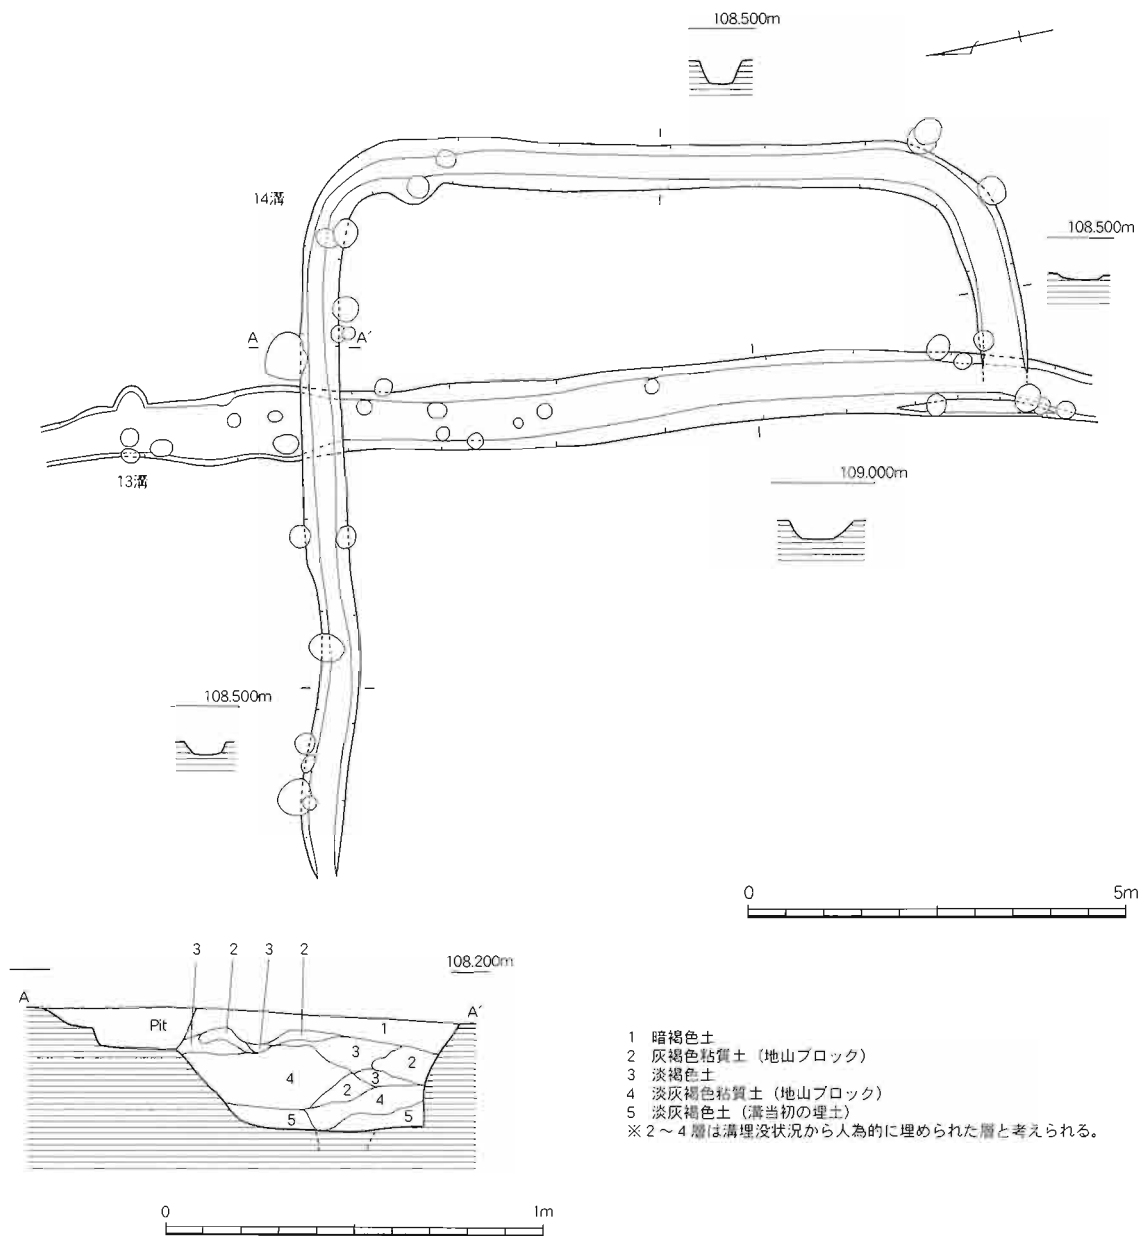 108.500m
14溝
108.500m
A
A´
13溝
109.000m
108.500m
0
5m
3
2
3
2
108.200m
A
A´
Pit
1
3
2
4
3
2
4
5
5
1 暗褐色土
2 灰褐色粘質土（地山ブロック）
3 淡褐色土
4 淡灰褐色粘質土（地山ブロック）
5 淡灰褐色土（溝当初の埋土）
※２～４層は溝埋没状況から人為的に埋められた層と考えられる。
0
1m